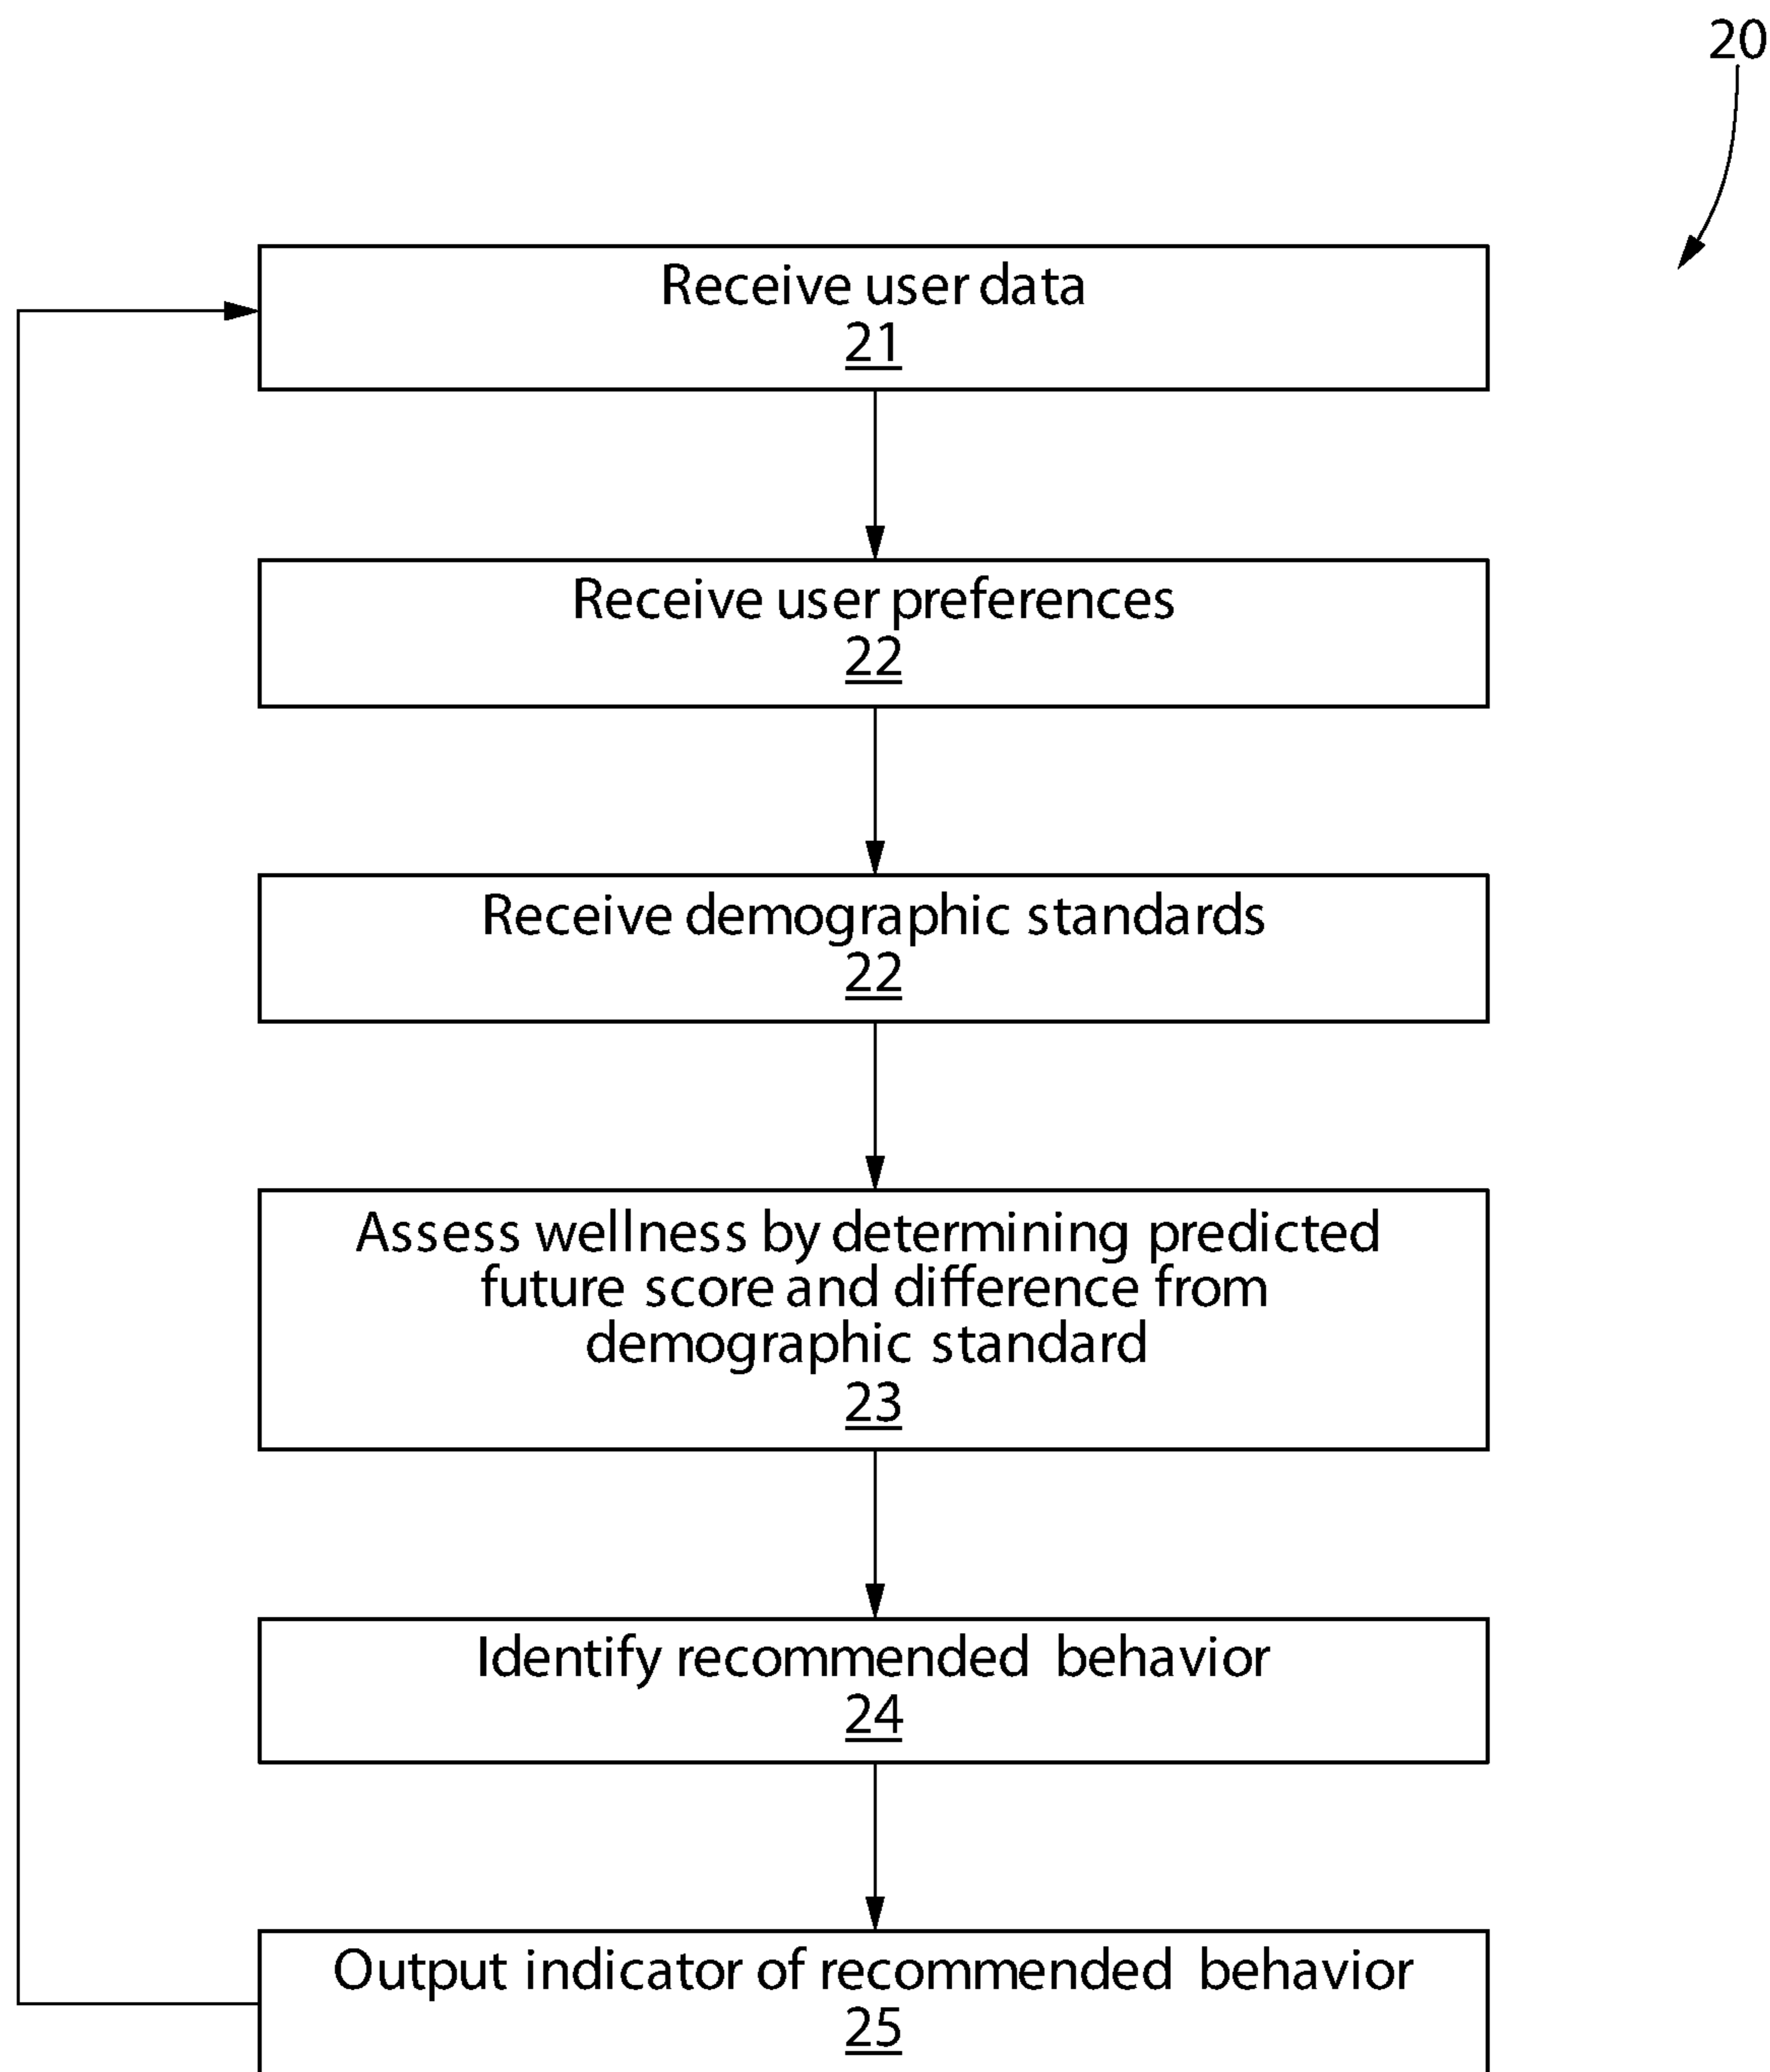 20
Receive user data
21
Receive user preferences
22
Receive demographic standards
22
Assess wellness by determining predicted
future score and difference from
demographic standard
23
Identify recommended behavior
24
Output indicator of recommended behavior
25